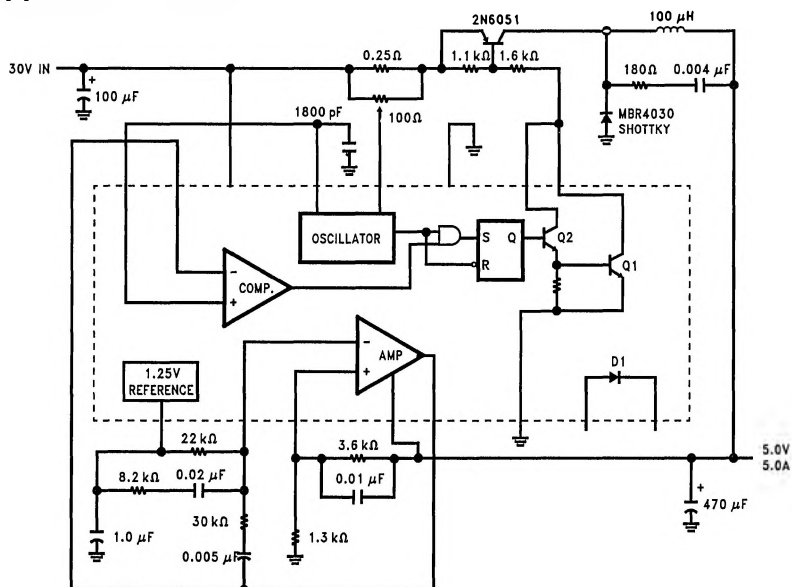 2N6051
100 μH
0.25Ω
1.1 kΩ
1.6 kΩ
30V IN
+
100 μF
180Ω
0.004 μF
1800 pF
100Ω
MBR4030
SHOTTKY
OSCILLATOR
S
Q
R
Q2
Q1
-
COMP.
+
-
AMP
+
1.25V
REFERENCE
D1
22 kΩ
3.6 kΩ
5.0V
5.0A
8.2 kΩ
0.02 μF
0.01 μF
+
470 μF
1.0 μF
30 kΩ
1.3 kΩ
0.005 μF